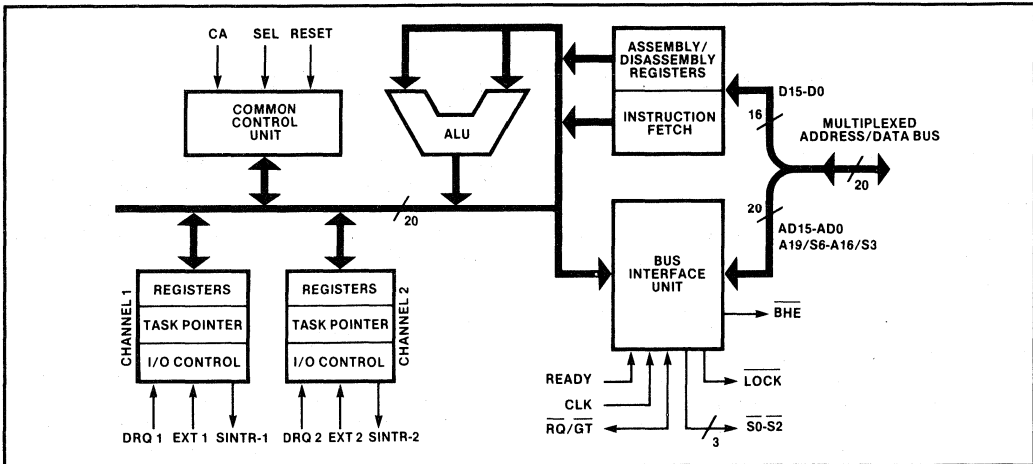 CA SEL RESET
COMMON
CONTROL
UNIT
ALU
ASSEMBLY/
DISASSEMBLY
REGISTERS
INSTRUCTION
FETCH
D15-D0
16
MULTIPLEXED
ADDRESS/DATA BUS
20
20
AD15-AD0
A19/S6-A16/S3
20
BUS
INTERFACE
UNIT
BHE
READY
CLK
RQ/GT
LOCK
S0-S2
3
CHANNEL 1
REGISTERS
TASK POINTER
I/O CONTROL
DRQ 1 EXT 1 SINTR-1
REGISTERS
TASK POINTER
I/O CONTROL
CHANNEL 2
DRQ 2 EXT 2 SINTR-2